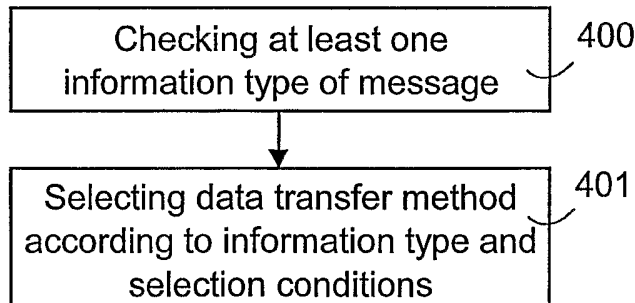 Checking at least one
information type of message
400
Selecting data transfer method
according to information type and
selection conditions
401